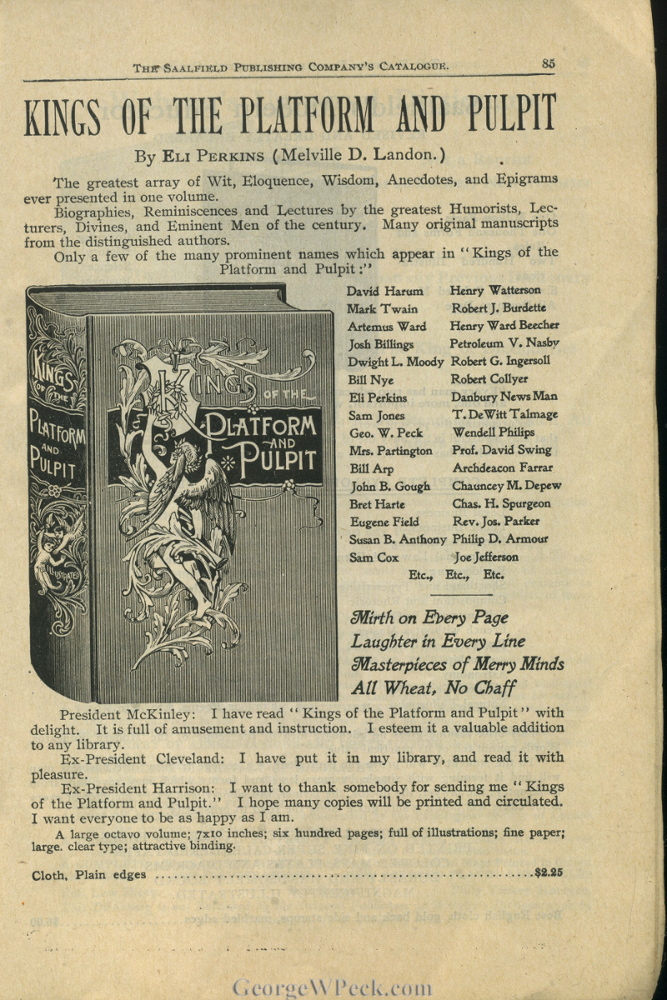 The Saalfield Publishing Company's Catalogue. 85
KINGS OF THE PLATFORM AND PULPIT
By Eli Perkins (Melville D. Landon.)
The greatest array of Wit, Eloquence, Wisdom, Anecdotes, and Epigrams
ever presented in one volume.
Biographies, Reminiscences and Lectures by the greatest Humorists, Lec-
turers, Divines, and Eminent Men of the century. Many original manuscripts
from the distinguished authors.
Only a few of the many prominent names which appear in "Kings of the
Platform and Pulpit:"
KINGS
OF THE
PLATFORM
AND
PULPIT
ILLUSTRATED
KINGS
OF THE
PLATFORM
AND
PULPIT
David Harum Henry Watterson
Mark Twain Robert J. Burdette
Artemus Ward Henry Ward Beecher
Josh Billings Petroleum V. Nasby
Dwight L. Moody Robert G. Ingersoll
Bill Nye Robert Collyer
Eli Perkins Danbury News Man
Sam Jones T. DeWitt Talmage
Geo. W. Peck Wendell Philips
Mrs. Partington Prof. David Swing
Bill Arp Archdeacon Farrar
John B. Gough Chauncey M. Depew
Bret Harte Chas. H. Spurgeon
Eugene Field Rev. Jos. Parker
Susan B. Anthony Philip D. Armour
Sam Cox Joe Jefferson
Etc., Etc., Etc.
Mirth on Every Page
Laughter in Every Line
Masterpieces of Merry Minds
All Wheat, No Chaff
President McKinley: I have read "Kings of the Platform and Pulpit" with
delight. It is full of amusement and instruction. I esteem it a valuable addition
to any library.
Ex-President Cleveland: I have put it in my library, and read it with
pleasure.
Ex-President Harrison: I want to thank somebody for sending me "Kings
of the Platform and Pulpit." I hope many copies will be printed and circulated.
I want everyone to be as happy as I am.
A large octavo volume; 7x10 inches; six hundred pages; full of illustrations; fine paper;
large. clear type; attractive binding.
Cloth, Plain edges ............................................................$2.25
GeorgeWPeck.com